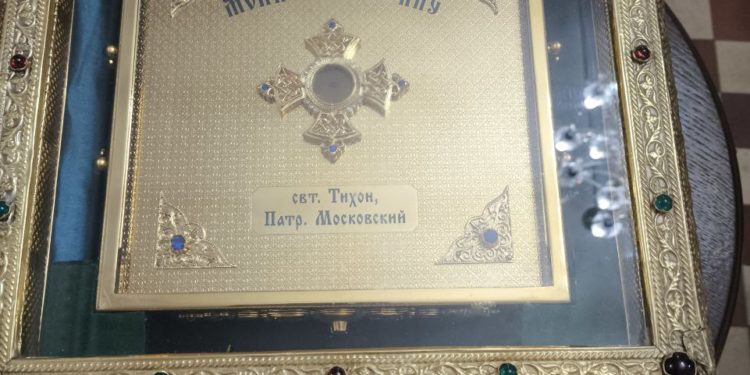 свт. Тихон,
Патр. Московский